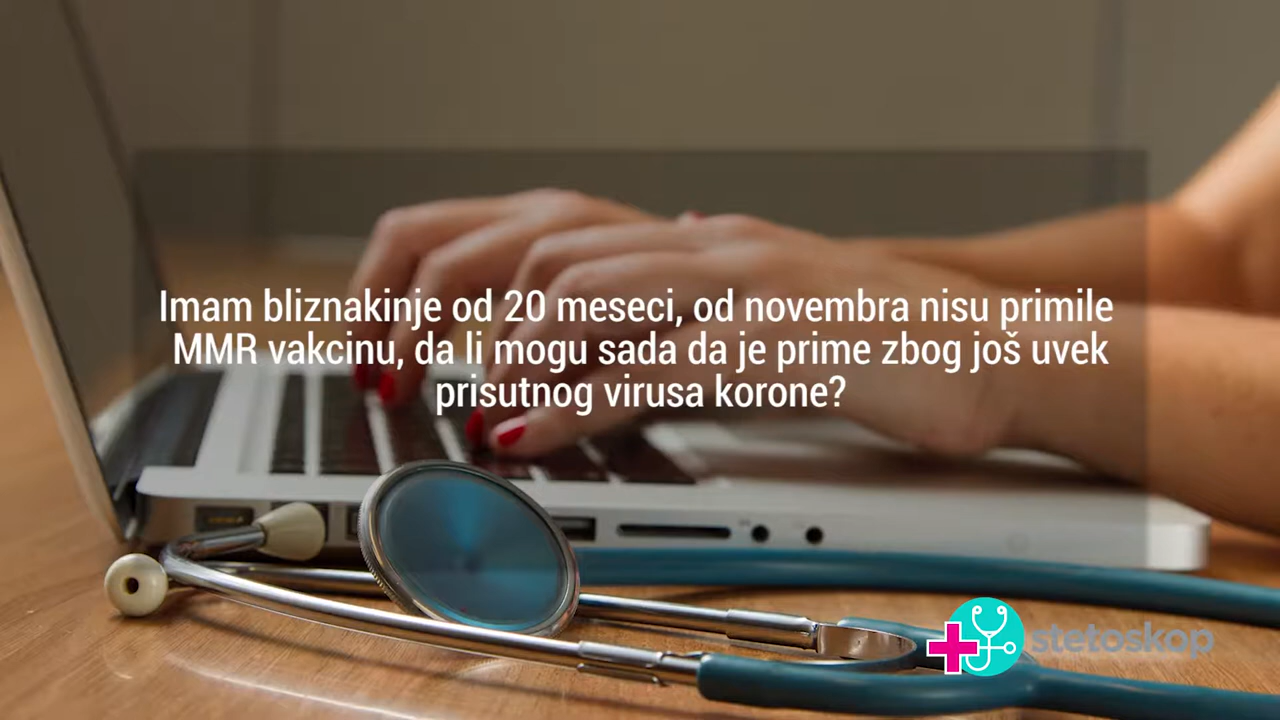 Imam bliznakinje od 20 meseci, od novembra nisu primile
MMR vakcinu, da li mogu sada da je prime zbog još uvek
prisutnog virusa korone?
stetoskop